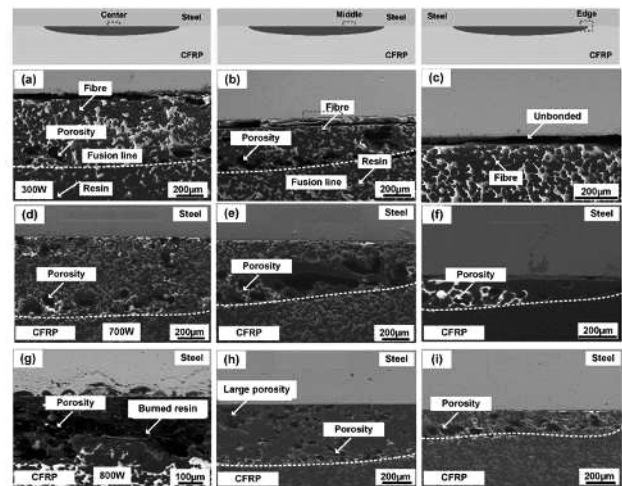 Center Steel
CFRP
Middle Steel
CFRP
Steel Edge
CFRP
(a)
Fibre
Porosity
Fusion line
300W
Resin
200μm
(b)
Fibre
Porosity
Resin
Fusion line
200μm
(c)
Unbonded
Fibre
200μm
(d) Steel
Porosity
CFRP 700W 200μm
(e) Steel
Porosity
CFRP 200μm
(f) Steel
Porosity
CFRP 200μm
(g) Steel
Porosity
Burned resin
CFRP 800W 100μm
(h) Steel
Large porosity
Porosity
CFRP 200μm
(i) Steel
Porosity
CFRP 200μm